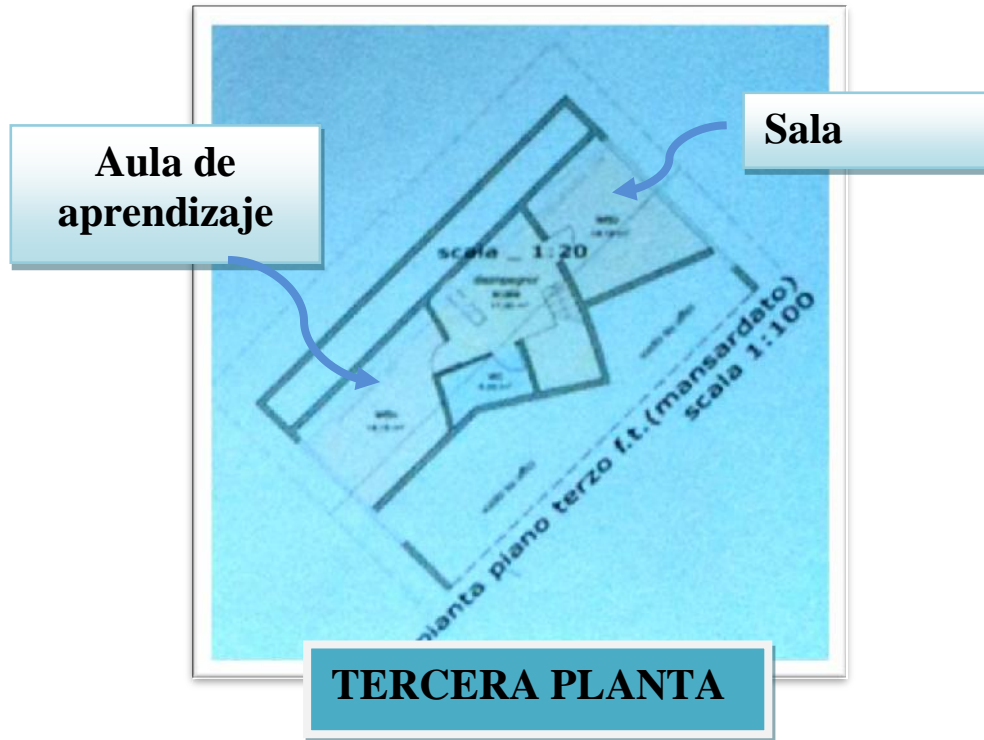 Aula de
aprendizaje
Sala
scala _ 1:20
pianta piano terzo f.t.(mansardato)
scala 1:100
TERCERA PLANTA